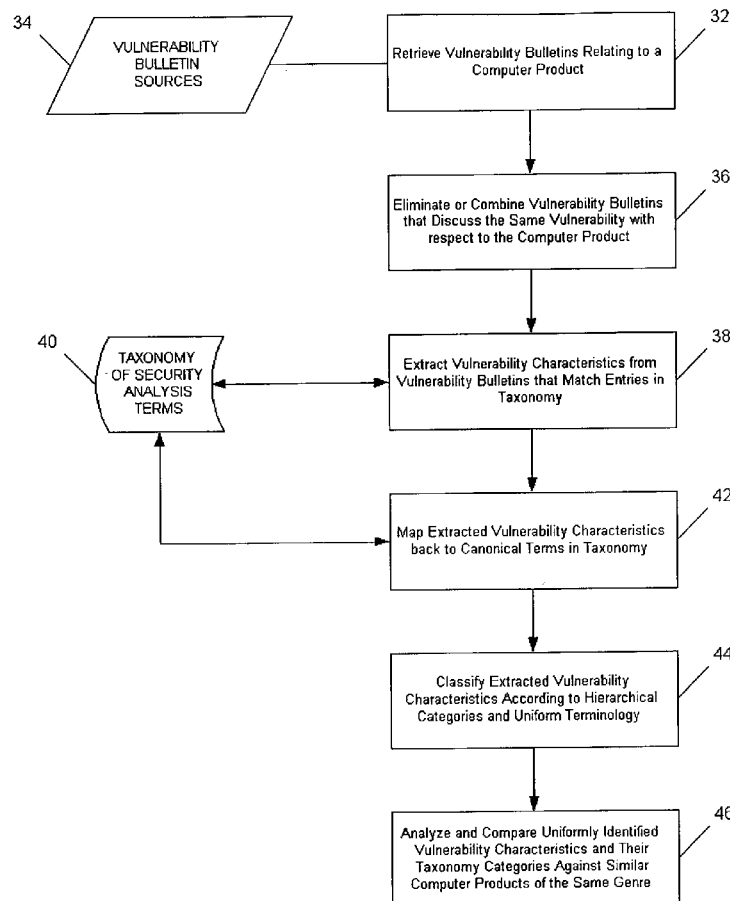 34
VULNERABILITY
BULLETIN
SOURCES
32
Retrieve Vulnerability Bulletins Relating to a
Computer Product
36
Eliminate or Combine Vulnerability Bulletins
that Discuss the Same Vulnerability with
respect to the Computer Product
40
TAXONOMY
OF SECURITY
ANALYSIS
TERMS
38
Extract Vulnerability Characteristics from
Vulnerability Bulletins that Match Entries in
Taxonomy
42
Map Extracted Vulnerability Characteristics
back to Canonical Terms in Taxonomy
44
Classify Extracted Vulnerability
Characteristics According to Hierarchical
Categories and Uniform Terminology
46
Analyze and Compare Uniformly Identified
Vulnerability Characteristics and Their
Taxonomy Categories Against Similar
Computer Products of the Same Genre